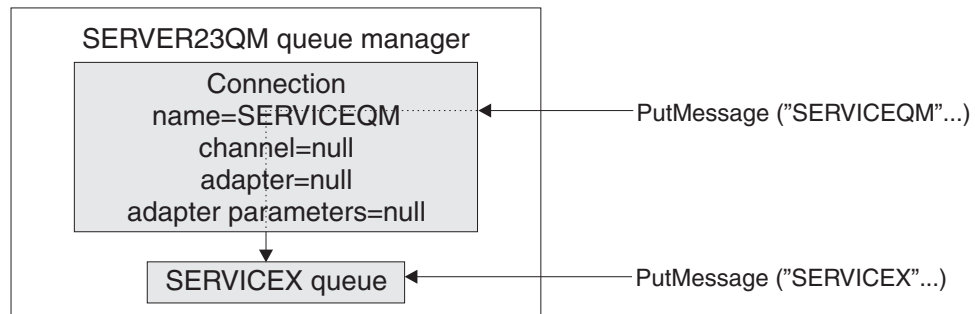 SERVER23QM queue manager
Connection
name=SERVICEQM
channel=null
adapter=null
adapter parameters=null
PutMessage (”SERVICEQM”...)
SERVICEX queue
PutMessage (”SERVICEX”...)